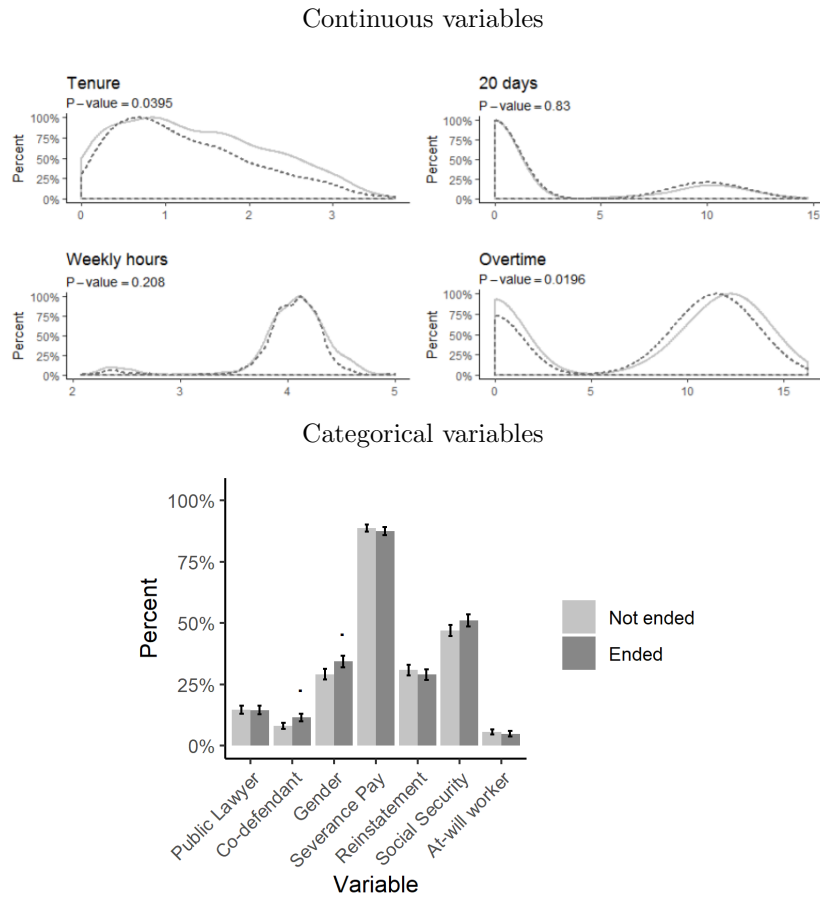 Continuous variables
Tenure
P – value = 0.0395
100%
75%
50%
25%
0%
Percent
0 1 2 3
20 days
P – value = 0.83
100%
75%
50%
25%
0%
Percent
0 5 10 15
Weekly hours
P – value = 0.208
100%
75%
50%
25%
0%
Percent
2 3 4 5
Overtime
P – value = 0.0196
100%
75%
50%
25%
0%
Percent
0 5 10 15
Categorical variables
100%
75%
50%
25%
0%
Percent
Public Lawyer
Co-defendant
Gender
Severance Pay
Reinstatement
Social Security
At-will worker
Variable
Not ended
Ended